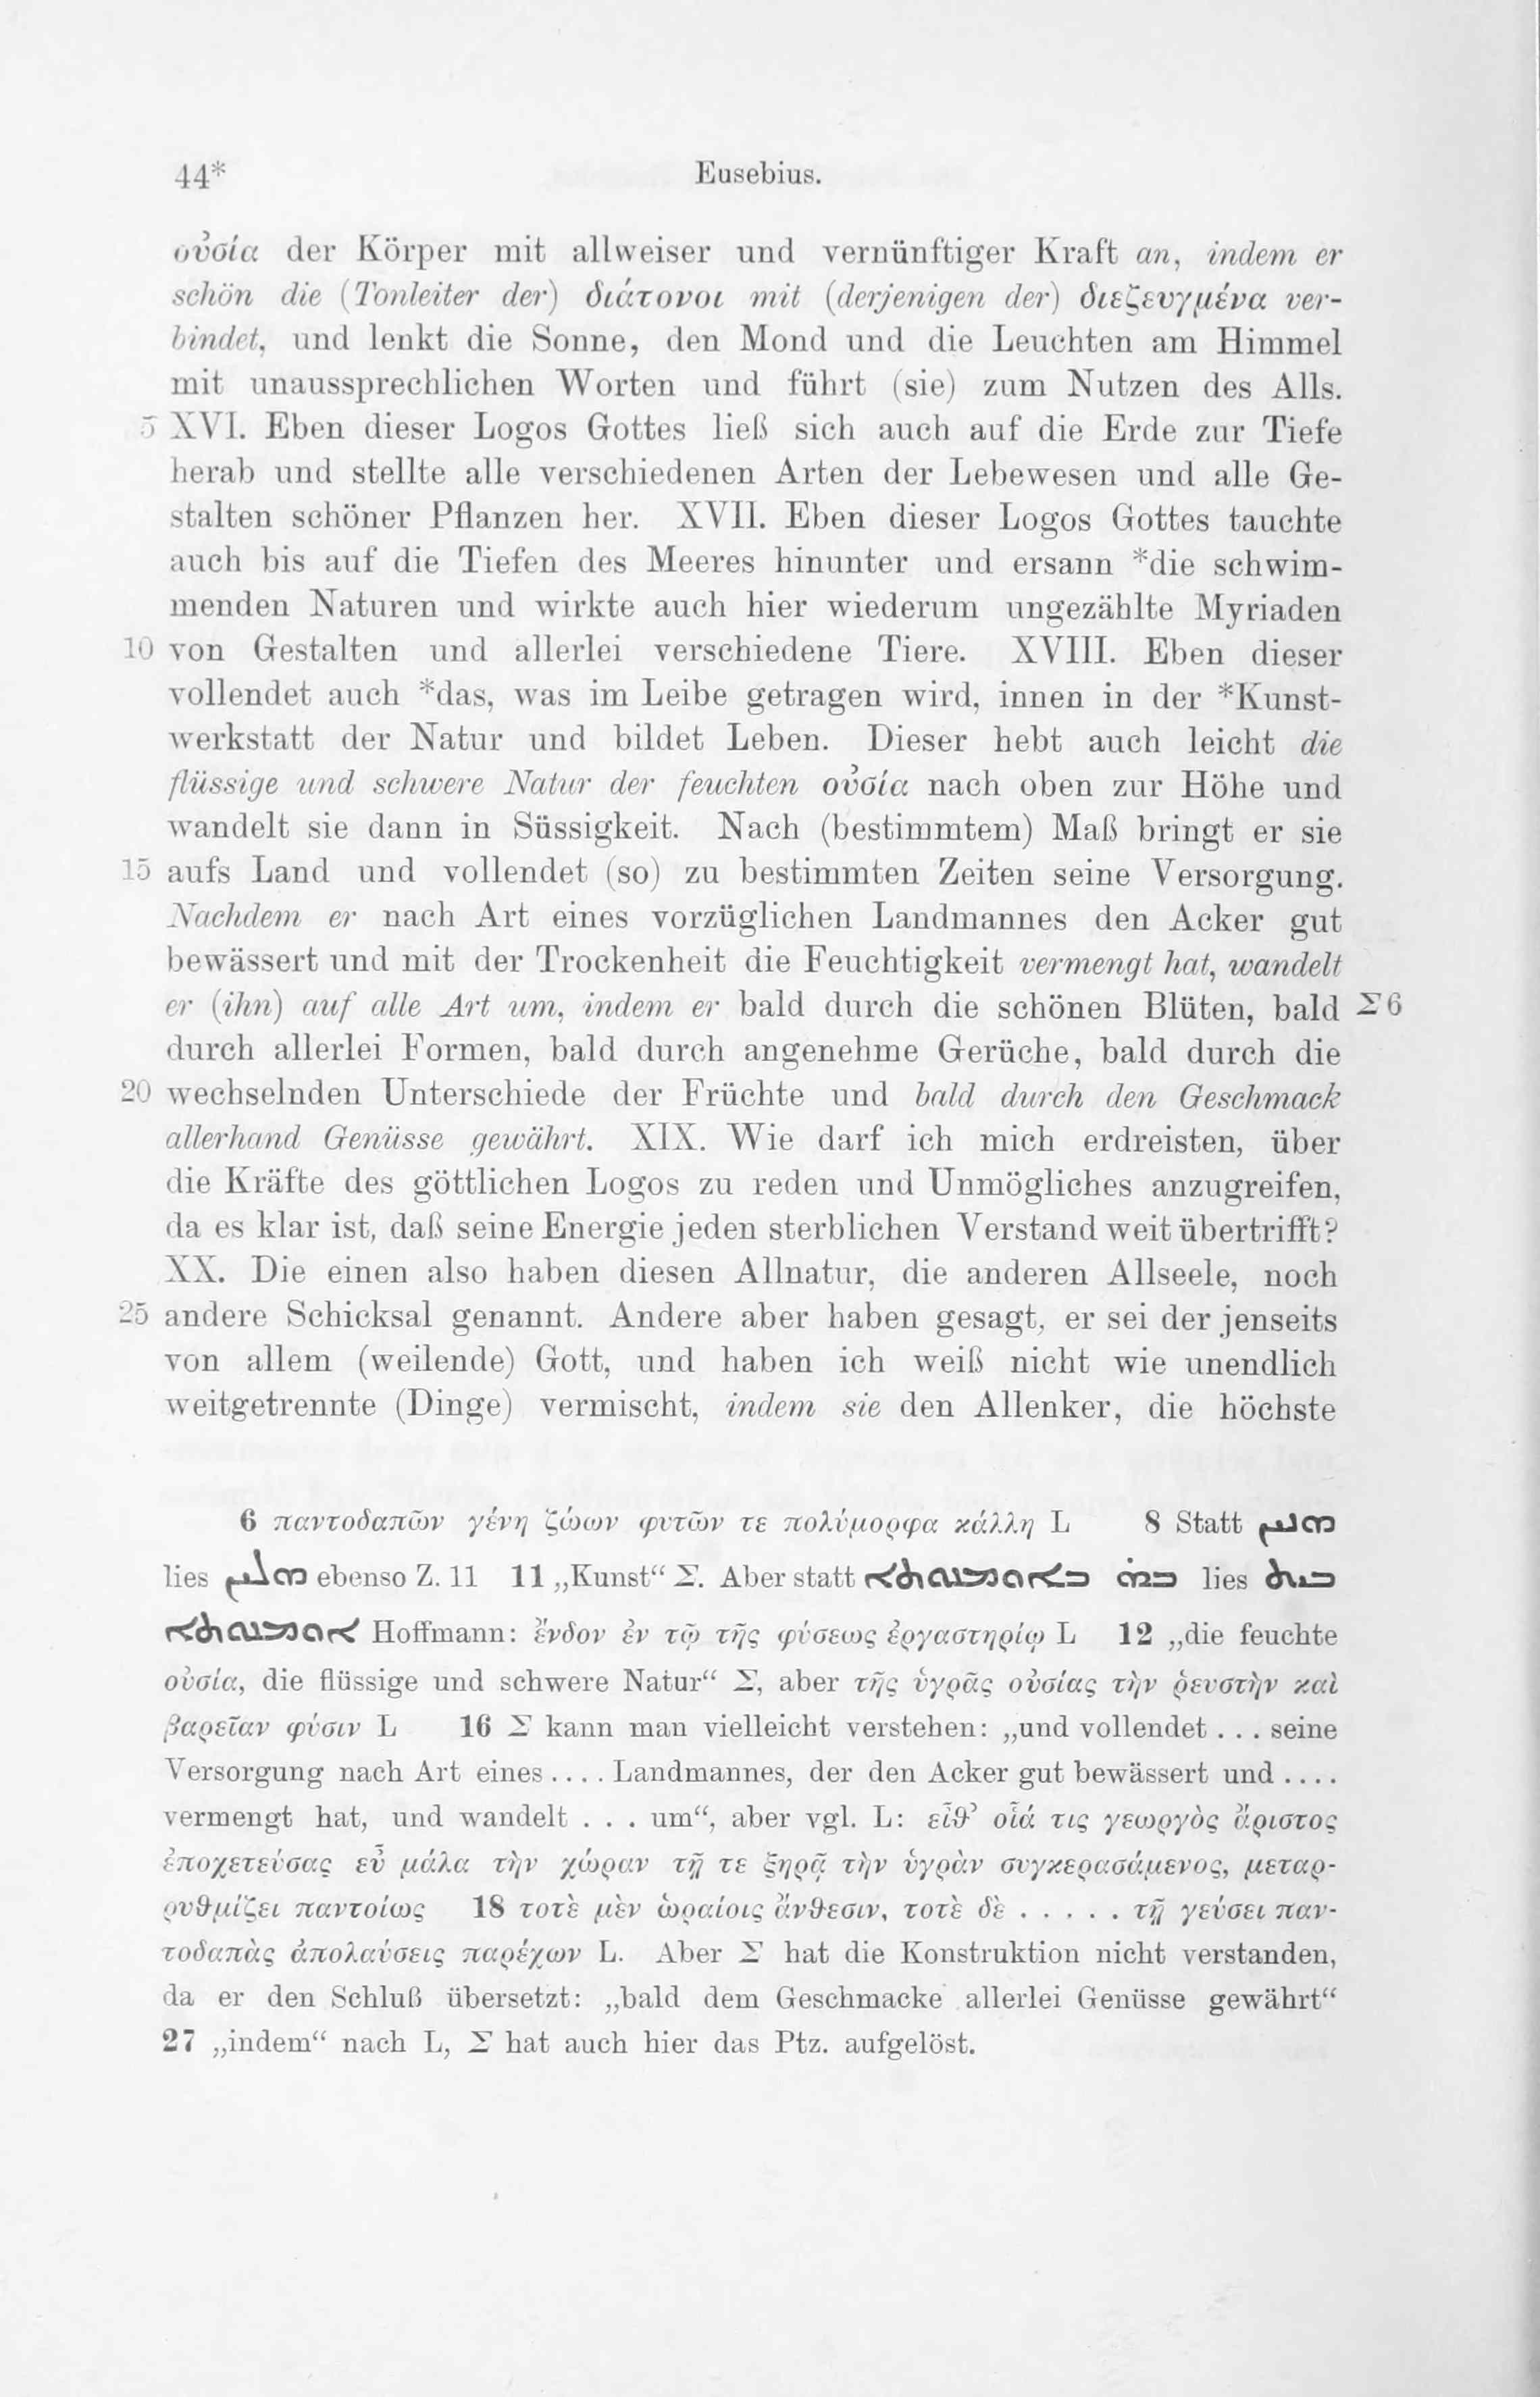 44* Eusebius.
οὐσία der Körper mit allweiser und vernünftiger Kraft an, indem er
schön die (Tonleiter der) διάτονοι mit (derjenigen der) διεζευγμένα ver-
bindet, und lenkt die Sonne, den Mond und die Leuchten am Himmel
mit unaussprechlichen Worten und führt (sie) zum Nutzen des Alls.
5 XVI. Eben dieser Logos Gottes ließ sich auch auf die Erde zur Tiefe
herab und stellte alle verschiedenen Arten der Lebewesen und alle Ge-
stalten schöner Pflanzen her. XVII. Eben dieser Logos Gottes tauchte
auch bis auf die Tiefen des Meeres hinunter und ersann *die schwim-
menden Naturen und wirkte auch hier wiederum ungezählte Myriaden
10 von Gestalten und allerlei verschiedene Tiere. XVIII. Eben dieser
vollendet auch *das, was im Leibe getragen wird, innen in der *Kunst-
werkstatt der Natur und bildet Leben. Dieser hebt auch leicht die
flüssige und schwere Natur der feuchten οὐσία nach oben zur Höhe und
wandelt sie dann in Süssigkeit. Nach (bestimmtem) Maß bringt er sie
15 aufs Land und vollendet (so) zu bestimmten Zeiten seine Versorgung.
Nachdem er nach Art eines vorzüglichen Landmannes den Acker gut
bewässert und mit der Trockenheit die Feuchtigkeit vermengt hat, wandelt
er (ihn) auf alle Art um, indem er bald durch die schönen Blüten, bald Σ 6
durch allerlei Formen, bald durch angenehme Gerüche, bald durch die
20 wechselnden Unterschiede der Früchte und bald durch den Geschmack
allerhand Genüsse gewährt. XIX. Wie darf ich mich erdreisten, über
die Kräfte des göttlichen Logos zu reden und Unmögliches anzugreifen,
da es klar ist, daß seine Energie jeden sterblichen Verstand weit übertrifft?
XX. Die einen also haben diesen Allnatur, die anderen Allseele, noch
25 andere Schicksal genannt. Andere aber haben gesagt, er sei der jenseits
von allem (weilende) Gott, und haben ich weiß nicht wie unendlich
weitgetrennte (Dinge) vermischt, indem sie den Allenker, die höchste
6 παντοδαπῶν γένη ζώων φυτῶν τε πολύμορφα κάλλη L 8 Statt
lies ebenso Z. 11 11 „Kunst“ Σ. Aber statt lies
Hoffmann: ἔνδον ἐν τῷ τῆς φύσεως ἐργαστηρίῳ L 12 „die feuchte
οὐσία, die flüssige und schwere Natur“ Σ, aber τῆς ὑγρᾶς οὐσίας τὴν ῥευστὴν καὶ
βαρεῖαν φύσιν L 16 Σ kann man vielleicht verstehen: „und vollendet . . . seine
Versorgung nach Art eines . . . . Landmannes, der den Acker gut bewässert und . . . .
vermengt hat, und wandelt . . . um“, aber vgl. L: εἶθ’ οἷά τις γεωργὸς ἄριστος
ἐποχετεύσας εὖ μάλα τὴν χώραν τῇ τε ξηρᾷ τὴν ὑγρὰν συγκερασάμενος, μεταρ-
ρυθμίζει παντοίως 18 τοτὲ μὲν ὡραίοις ἄνθεσιν, τοτὲ δὲ . . . . . τῇ γεύσει παν-
τοδαπὰς ἀπολαύσεις παρέχων L. Aber Σ hat die Konstruktion nicht verstanden,
da er den Schluß übersetzt: „bald dem Geschmacke allerlei Genüsse gewährt“
27 „indem“ nach L, Σ hat auch hier das Ptz. aufgelöst.